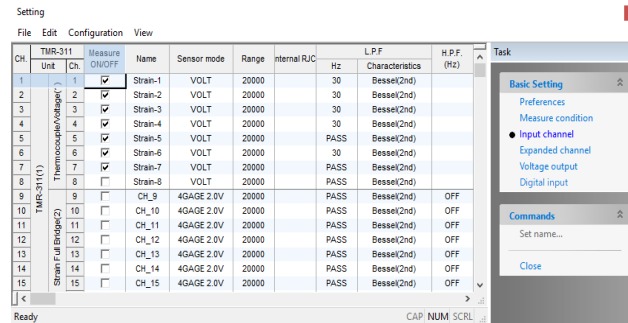 Setting
File Edit Configuration View
CH. TMR-311 Measure ON/OFF Name Sensor mode Range nternal RJC L.P.F H.P.F. (Hz)
Unit Ch. Hz Characteristics
TMR-311(1)
Thermocouple/Voltage(
Strain Full Bridge(2)
1 1 Strain-1 VOLT 20000 30 Bessel(2nd)
2 2 Strain-2 VOLT 20000 30 Bessel(2nd)
3 3 Strain-3 VOLT 20000 30 Bessel(2nd)
4 4 Strain-4 VOLT 20000 30 Bessel(2nd)
5 5 Strain-5 VOLT 20000 PASS Bessel(2nd)
6 6 Strain-6 VOLT 20000 30 Bessel(2nd)
7 7 Strain-7 VOLT 20000 PASS Bessel(2nd)
8 8 Strain-8 VOLT 20000 PASS Bessel(2nd)
9 9 CH_9 4GAGE 2.0V 20000 PASS Bessel(2nd) OFF
10 10 CH_10 4GAGE 2.0V 20000 PASS Bessel(2nd) OFF
11 11 CH_11 4GAGE 2.0V 20000 PASS Bessel(2nd) OFF
12 12 CH_12 4GAGE 2.0V 20000 PASS Bessel(2nd) OFF
13 13 CH_13 4GAGE 2.0V 20000 PASS Bessel(2nd) OFF
14 14 CH_14 4GAGE 2.0V 20000 PASS Bessel(2nd) OFF
15 15 CH_15 4GAGE 2.0V 20000 PASS Bessel(2nd) OFF
Task
Basic Setting
Preferences
Measure condition
Input channel
Expanded channel
Voltage output
Digital input
Commands
Set name...
Close
Ready CAP NUM SCRL